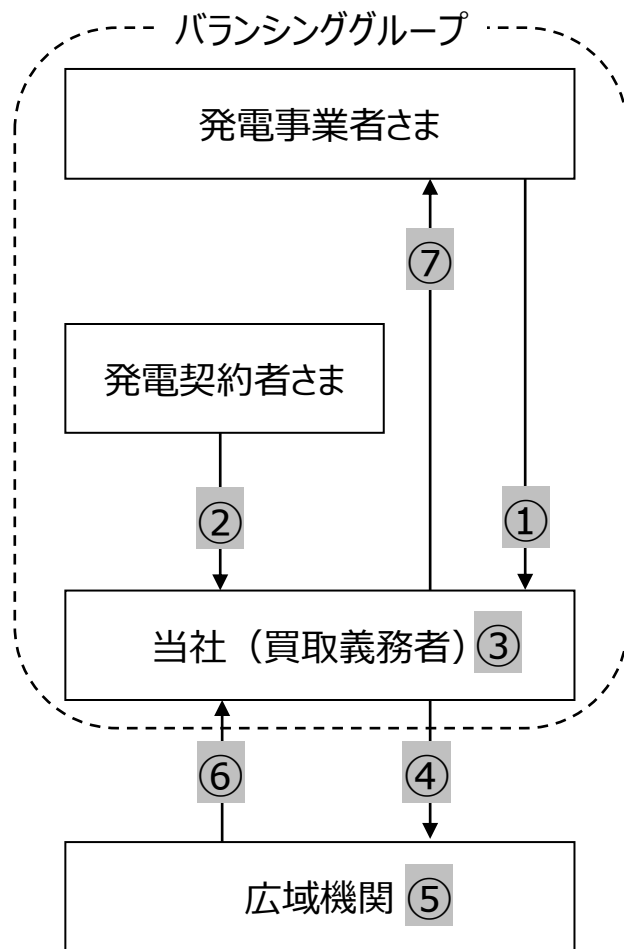 バランシンググループ
発電事業者さま
⑦
発電契約者さま
② ①
当社（買取義務者）③
⑥ ④
広域機関 ⑤